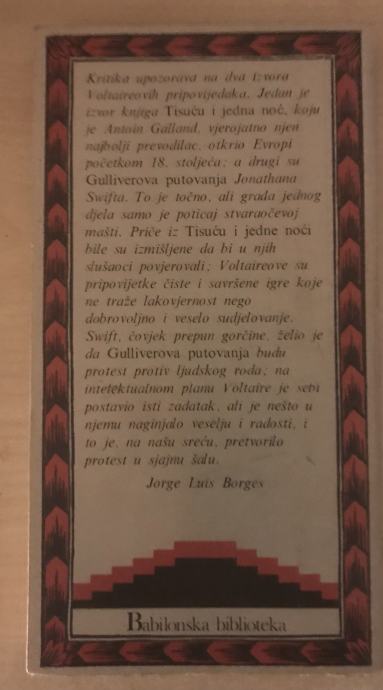 Kritika upozorava na dva izvora
Voltaireovih pripovijedaka. Jedan je
izvor knjiga Tisuću i jedna noć, koju
je Antoin Galland, vjerojatno njen
najbolji prevodilac, otkrio Evropi
početkom 18. stoljeća; a drugi su
Gulliverova putovanja Jonathana
Swifta. To je točno, ali građa jednog
djela samo je poticaj stvaraočevoj
mašti. Priče iz Tisuću i jedne noći
bile su izmišljene da bi u njih
slušaoci povjerovali; Voltaireove su
pripovijetke čiste i savršene igre koje
ne traže lakovjernost nego
dobrovoljno i veselo sudjelovanje.
Swift, čovjek prepun gorčine, želio je
da Gulliverova putovanja budu
protest protiv ljudskog roda; na
intelektualnom planu Voltaire je sebi
postavio isti zadatak, ali je nešto u
njemu naginjalo veselju i radosti, i
to je, na našu sreću, pretvorilo
protest u sjajnu šalu.
Jorge Luis Borges
Babilonska biblioteka